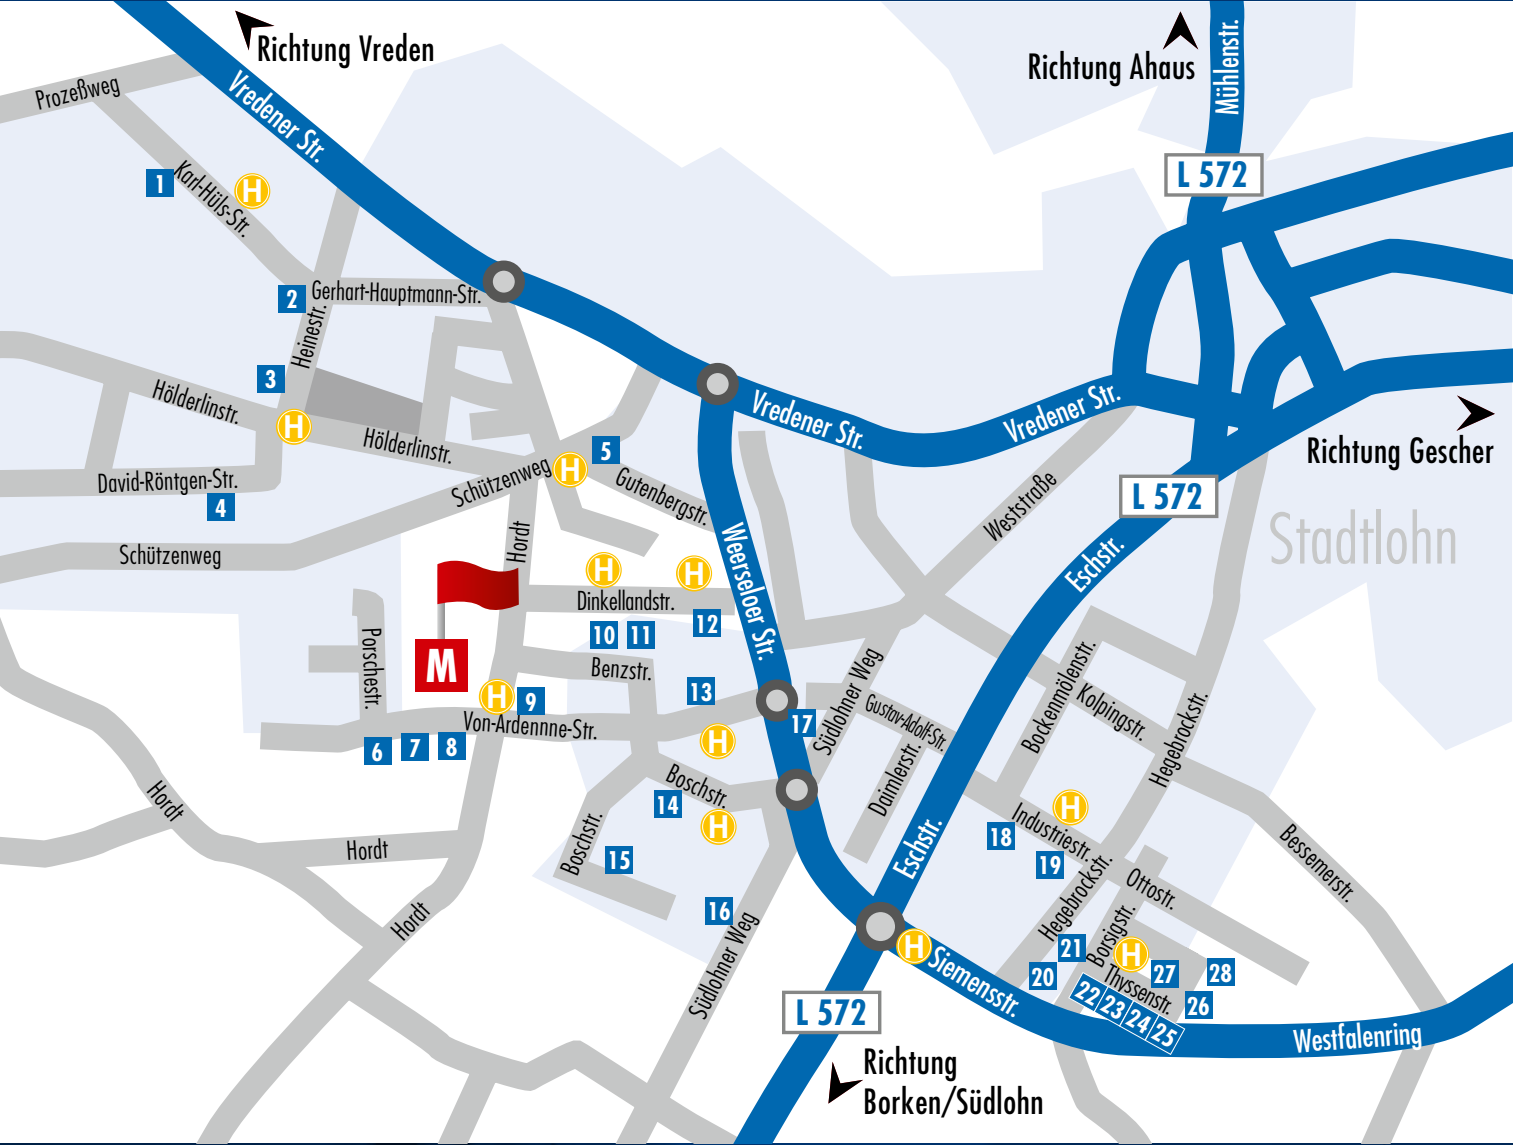 Richtung Vreden
Richtung Ahaus
Mühlenstr.
Prozeßweg
Vredener Str.
L 572
1
Karl-Hüls-Str.
H
2
Gerhart-Hauptmann-Str.
Heinestr.
3
Hölderlinstr.
H
Hölderlinstr.
Vredener Str.
Vredener Str.
Richtung Gescher
David-Röntgen-Str.
4
Schützenweg
H
5
Gutenbergstr.
Weststraße
L 572
Stadtlohn
Schützenweg
Hordt
Weerseloer Str.
Eschstr.
H
H
Dinkellandstr.
10
11
12
Porschestr.
M
Benzstr.
H
9
13
Von-Ardennne-Str.
6
7
8
H
17
Südlohner Weg
Gustav-Adolf-Str.
Daimlerstr.
Bockenmölenstr.
Kolpingstr.
Hegebrockstr.
Hordt
Boschstr.
14
H
Boschstr.
15
Hordt
Eschstr.
H
18
Industriestr.
19
Hegebrockstr.
Ottostr.
Bessemerstr.
Hordt
16
Südlohner Weg
H
Siemensstr.
20
21
Borsigstr.
H
27
28
Thyssenstr.
26
22
23
24
25
L 572
Westfalenring
Richtung
Borken/Südlohn